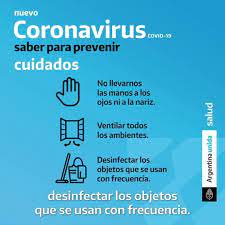 nuevo
Coronavirus COVID-19
saber para prevenir
cuidados
No llevarnos
las manos a los
ojos ni a la nariz.
Ventilar todos
los ambientes.
Desinfectar los
objetos que se usan
con frecuencia.
desinfectar los objetos
que se usan con frecuencia.
salud
Argentina unida